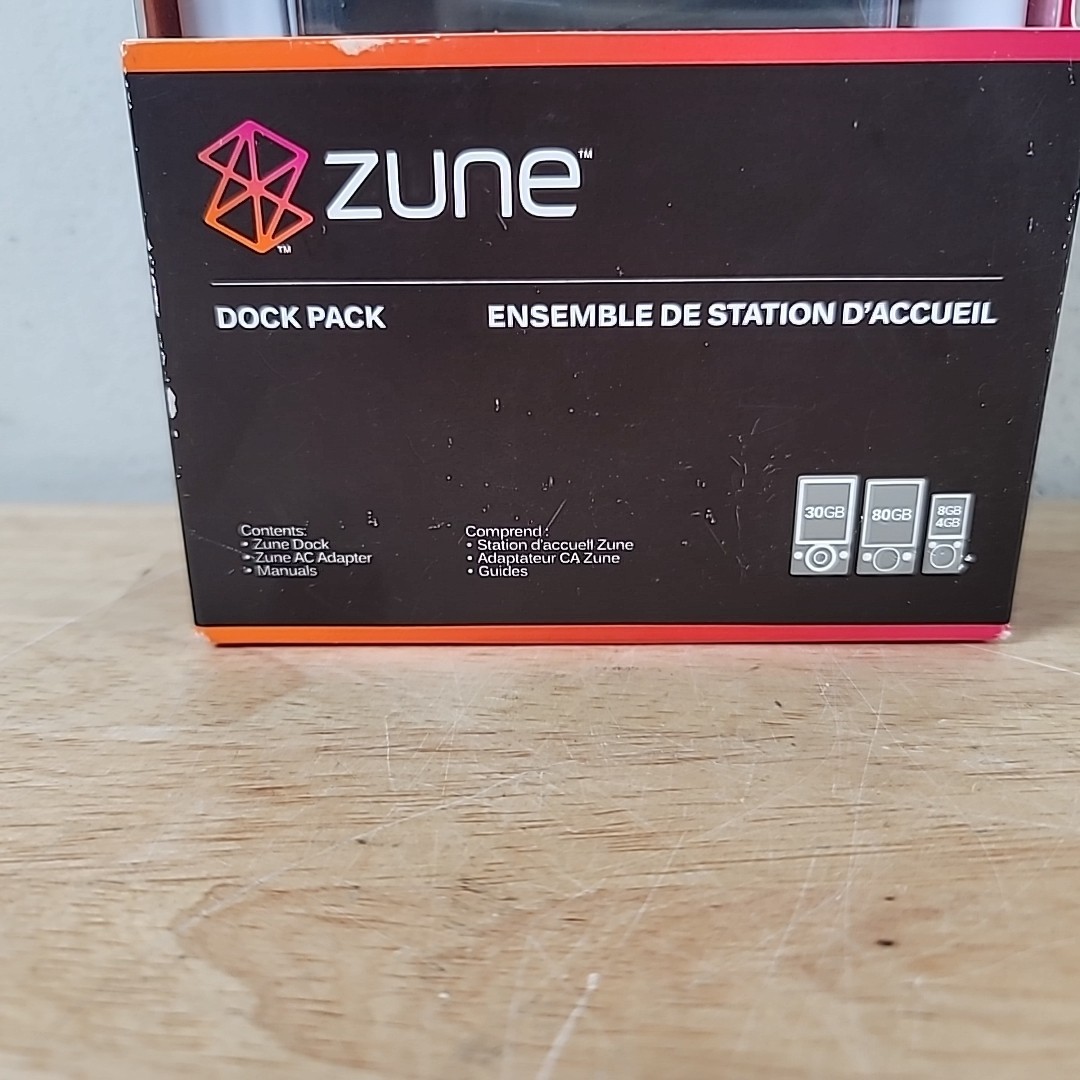 zune™
™
DOCK PACK
ENSEMBLE DE STATION D'ACCUEIL
Contents:
• Zune Dock
• Zune AC Adapter
• Manuals
Comprend :
• Station d'accueil Zune
• Adaptateur CA Zune
• Guides
30GB
80GB
8GB
4GB